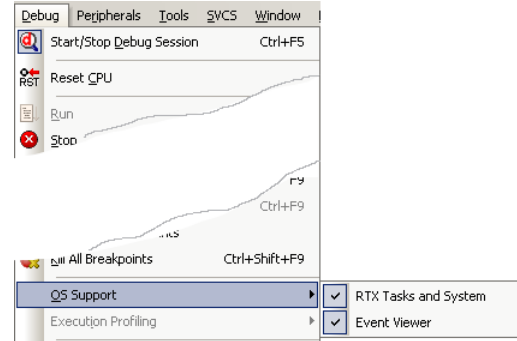 Debug Peripherals Tools SVCS Window
Start/Stop Debug Session Ctrl+F5
RST Reset CPU
Run
Stop
F9
Ctrl+F9
Kill All Breakpoints Ctrl+Shift+F9
OS Support RTX Tasks and System
Execution Profiling Event Viewer